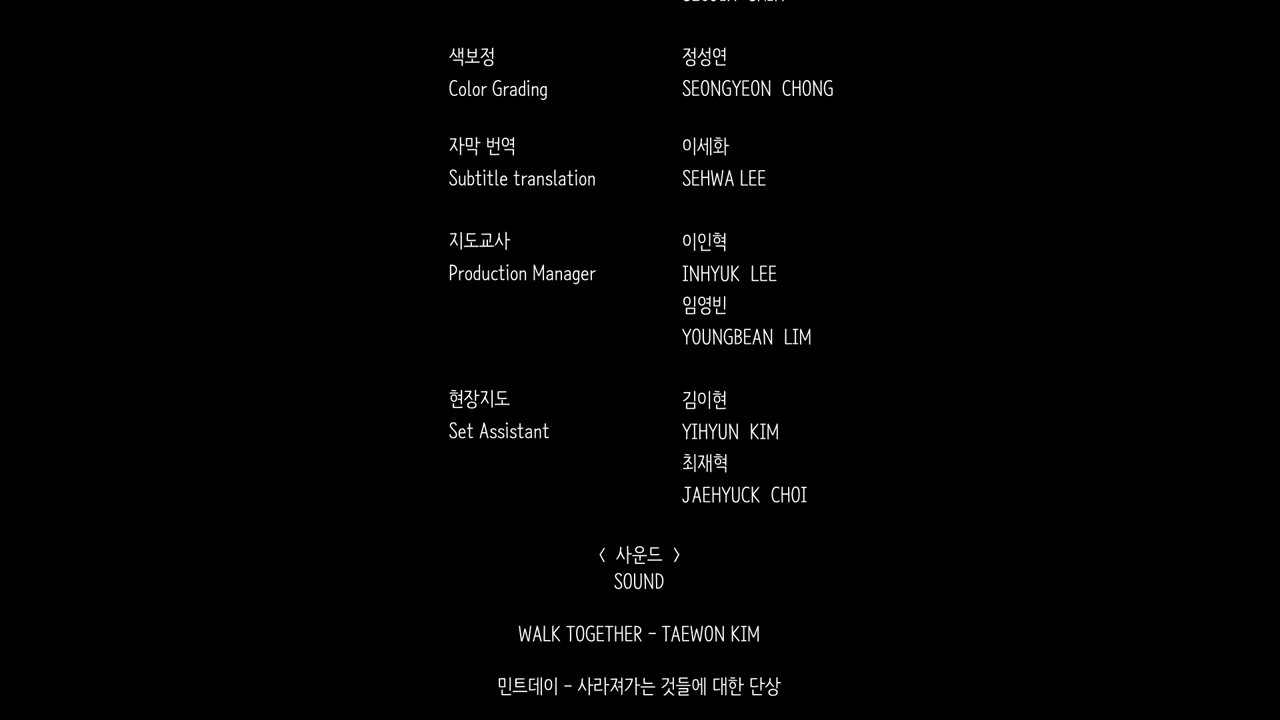 색보정
정성연
Color Grading
SEONGYEON CHONG
자막 번역
이세화
Subtitle translation
SEHWA LEE
지도교사
이인혁
Production Manager
INHYUK LEE
임영빈
YOUNGBEAN LIM
현장지도
김이현
Set Assistant
YIHYUN KIM
최재혁
JAEHYUCK CHOI
< 사운드 >
SOUND
WALK TOGETHER - TAEWON KIM
민트데이 - 사라져가는 것들에 대한 단상